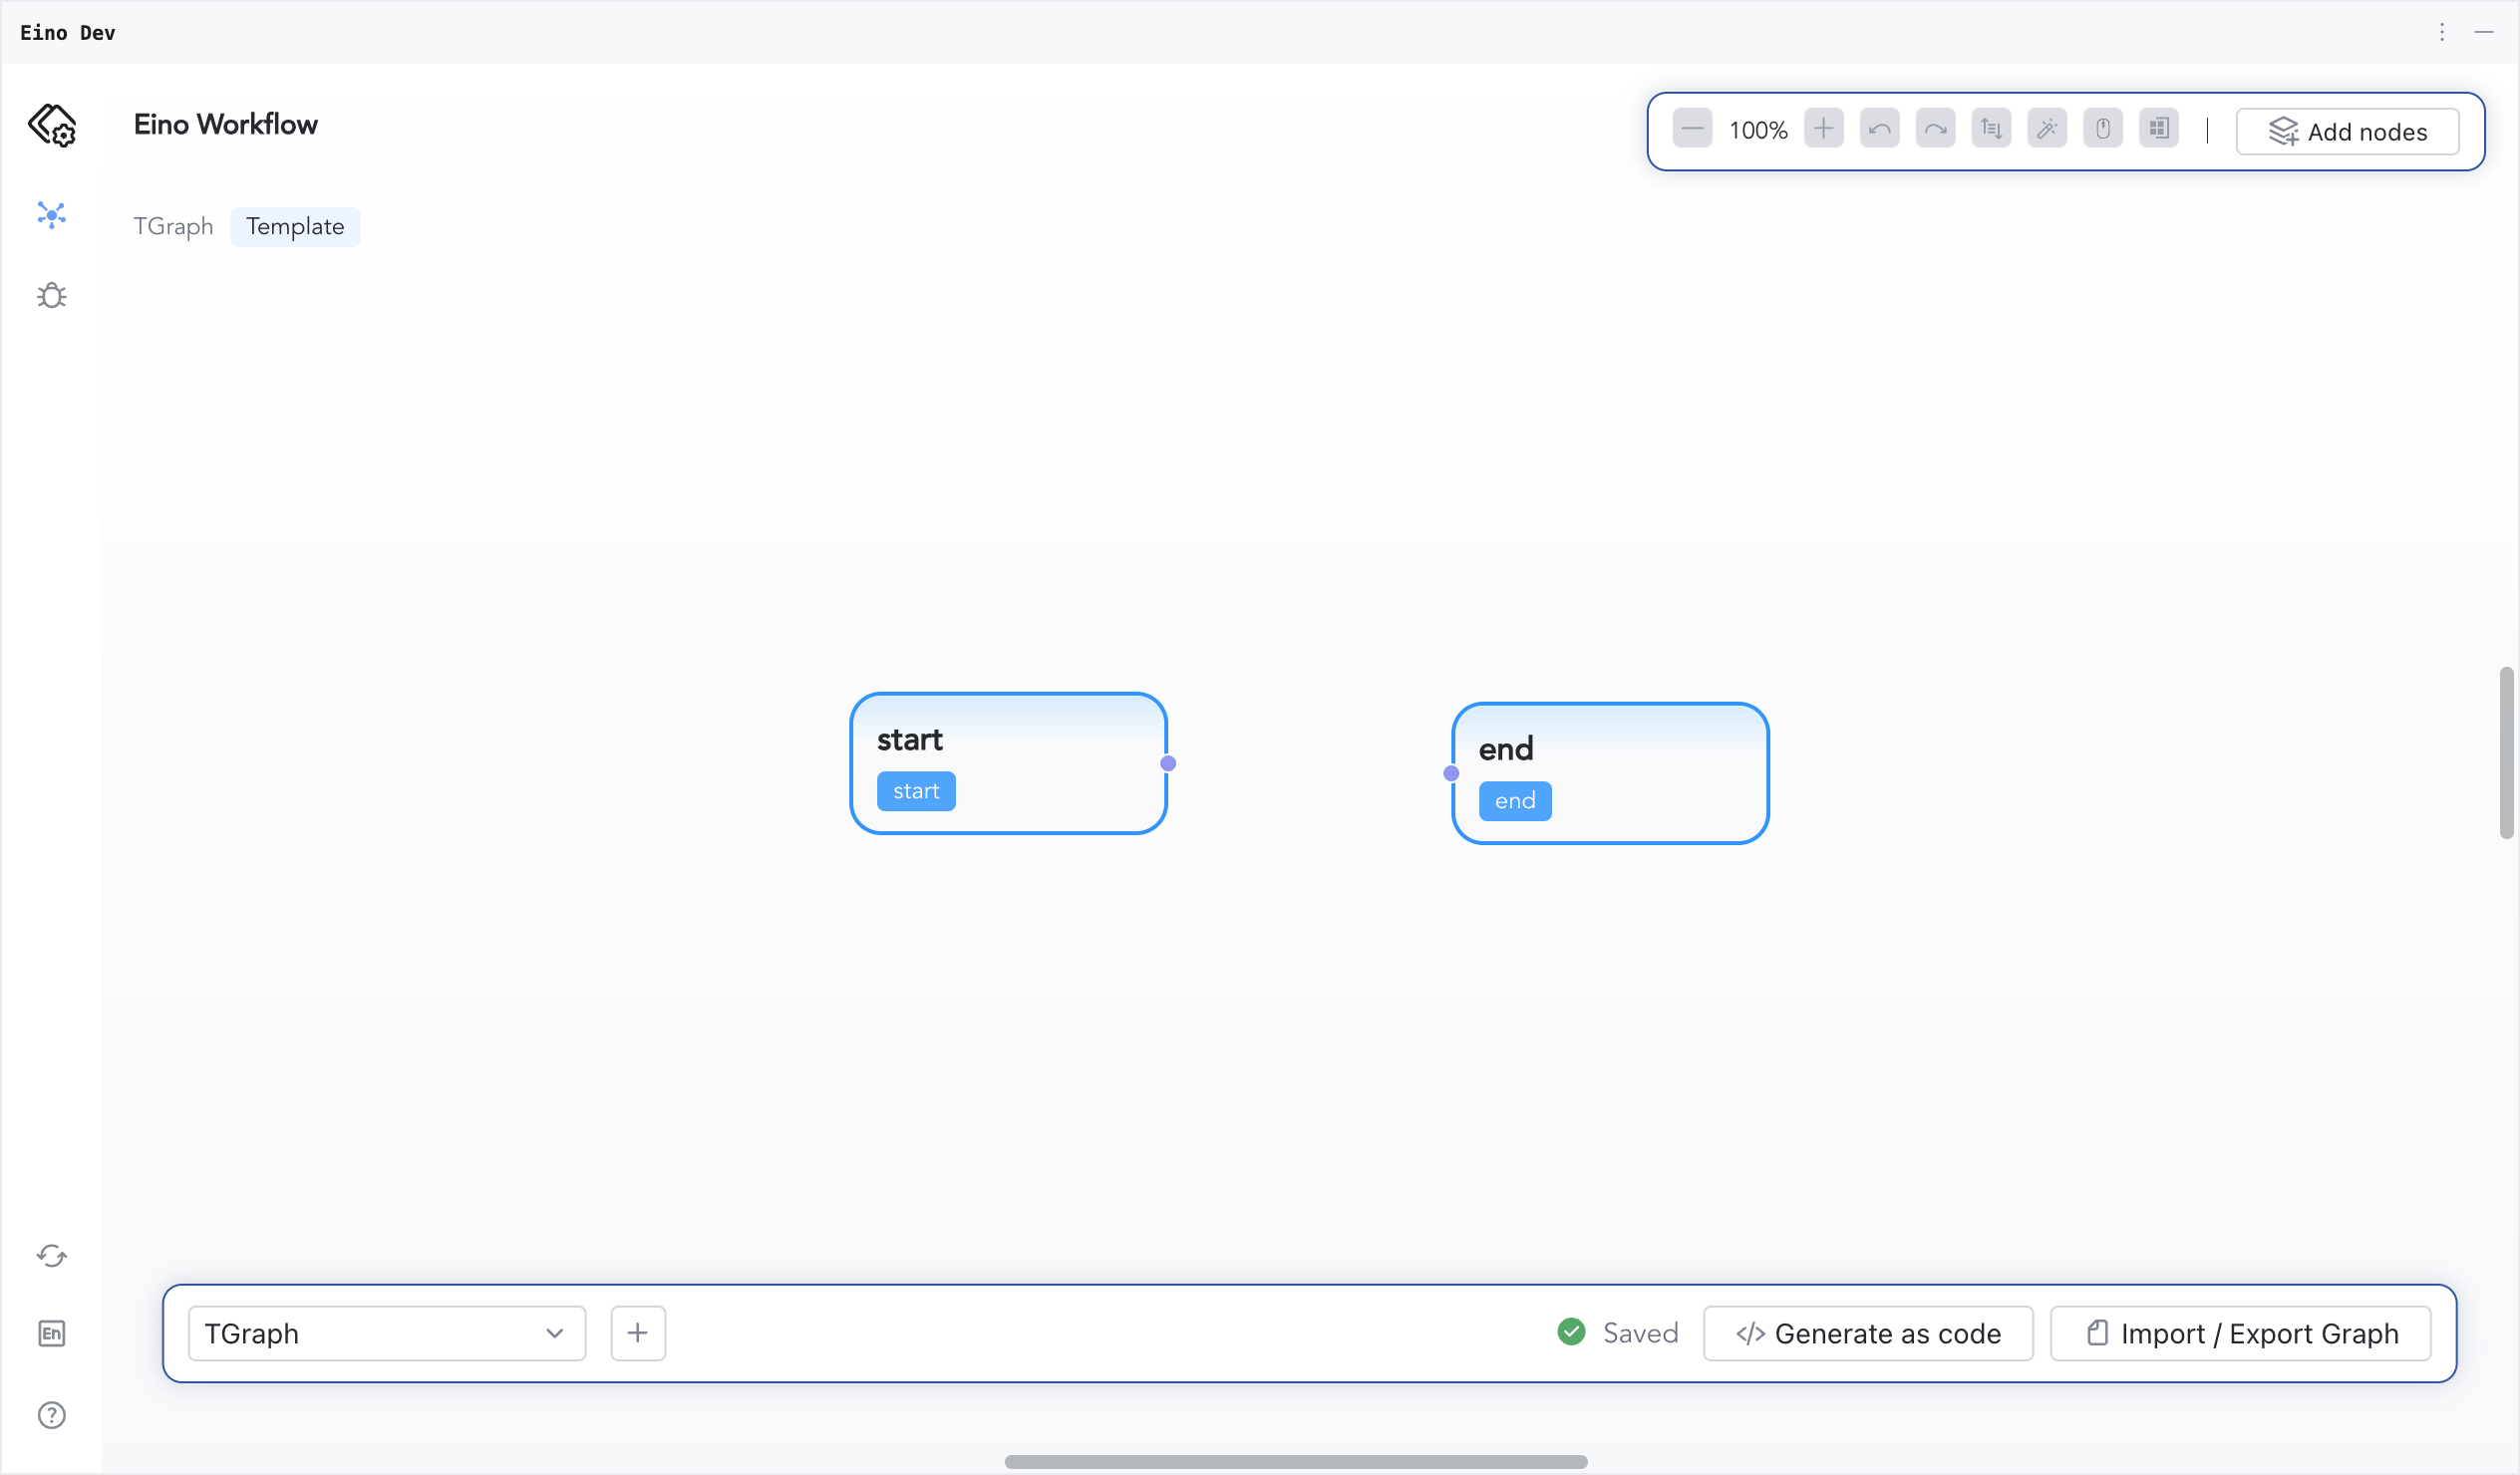 Eino Dev
Eino Workflow
100%
Add nodes
TGraph Template
start
start
end
end
TGraph
Saved
</> Generate as code
Import / Export Graph
En
?